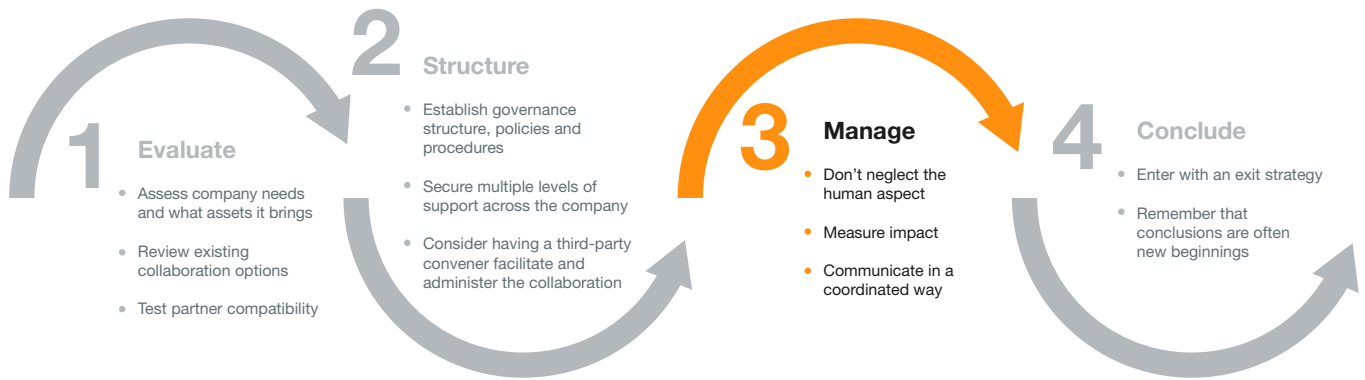 1
Evaluate
• Assess company needs
and what assets it brings
• Review existing
collaboration options
• Test partner compatibility
2
Structure
• Establish governance
structure, policies and
procedures
• Secure multiple levels of
support across the company
• Consider having a third-party
convener facilitate and
administer the collaboration
3
Manage
• Don’t neglect the
human aspect
• Measure impact
• Communicate in a
coordinated way
4
Conclude
• Enter with an exit strategy
• Remember that
conclusions are often
new beginnings